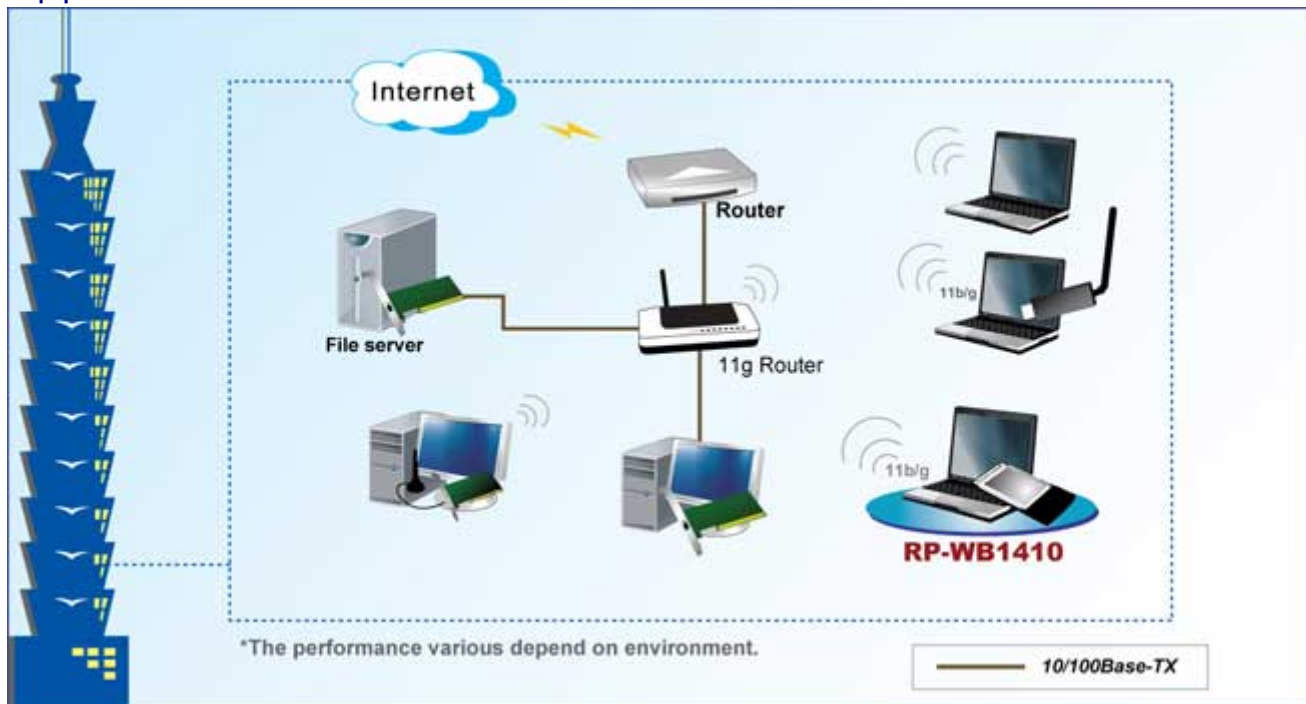 Internet
Router
File server
11g Router
11b/g
11b/g
RP-WB1410
*The performance various depend on environment.
10/100Base-TX